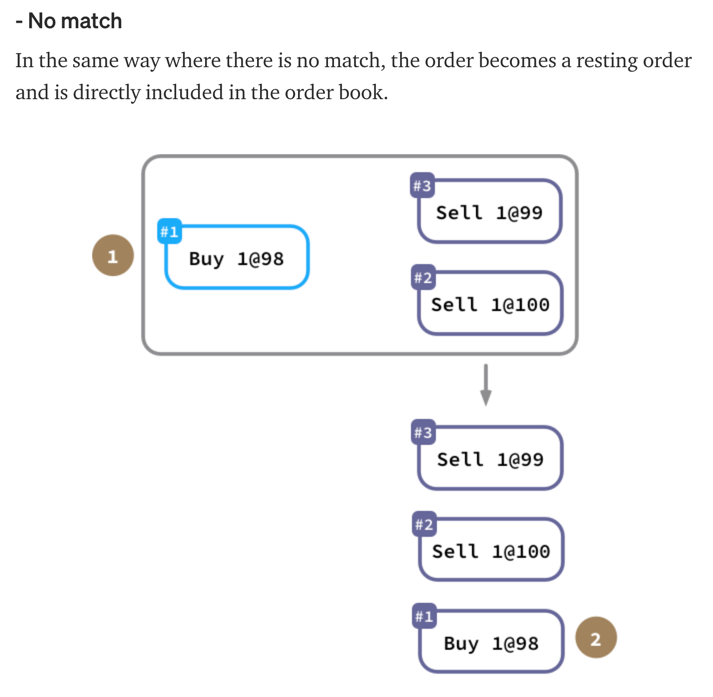 - No match
In the same way where there is no match, the order becomes a resting order
and is directly included in the order book.
#3
Sell 1@99
#1
Buy 1@98
1
#2
Sell 1@100
#3
Sell 1@99
#2
Sell 1@100
#1
Buy 1@98
2